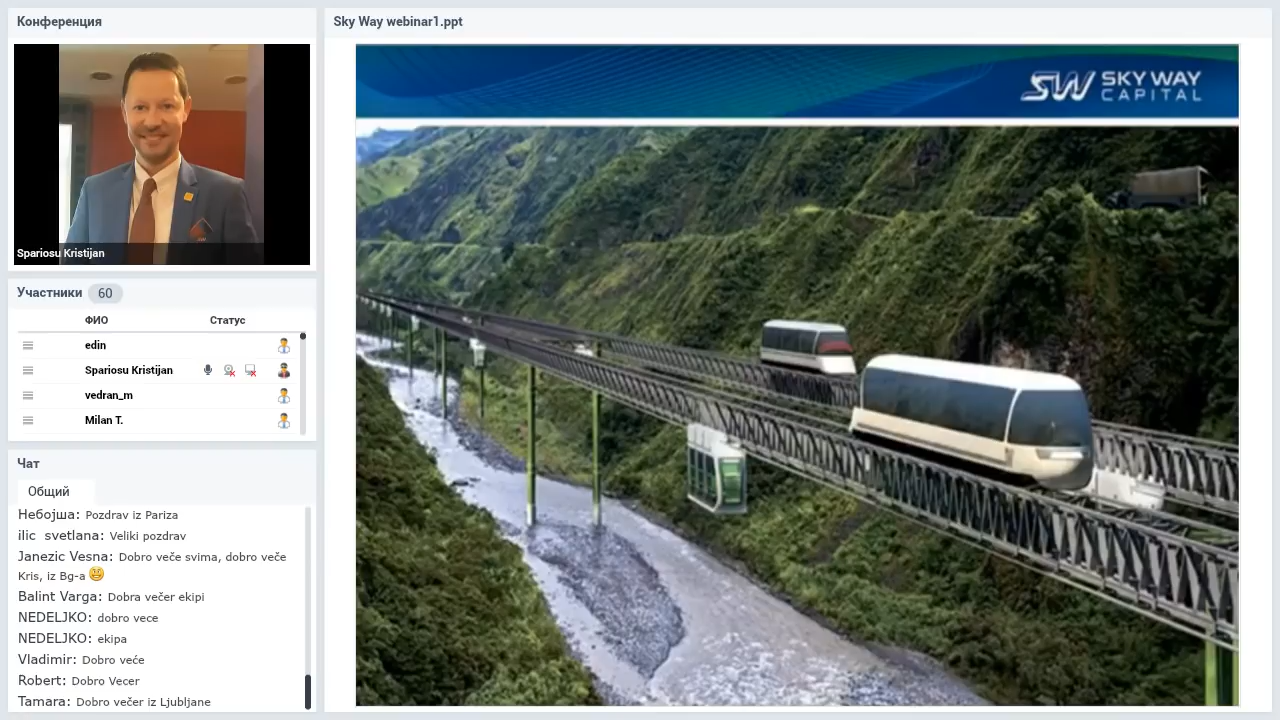 Конференция
Spariosu Kristijan
Участники 60
ФИО Статус
edin
Spariosu Kristijan
vedran_m
Milan T.
Чат
Общий
Небојша: Pozdrav iz Pariza
ilic svetlana: Veliki pozdrav
Janezic Vesna: Dobro veče svima, dobro veče
Kris, iz Bg-a
Balint Varga: Dobra večer ekipi
NEDELJKO: dobro vece
NEDELJKO: ekipa
Vladimir: Dobro veće
Robert: Dobro Vecer
Tamara: Dobro večer iz Ljubljane
Sky Way webinar1.ppt
SW SKY WAY
CAPITAL